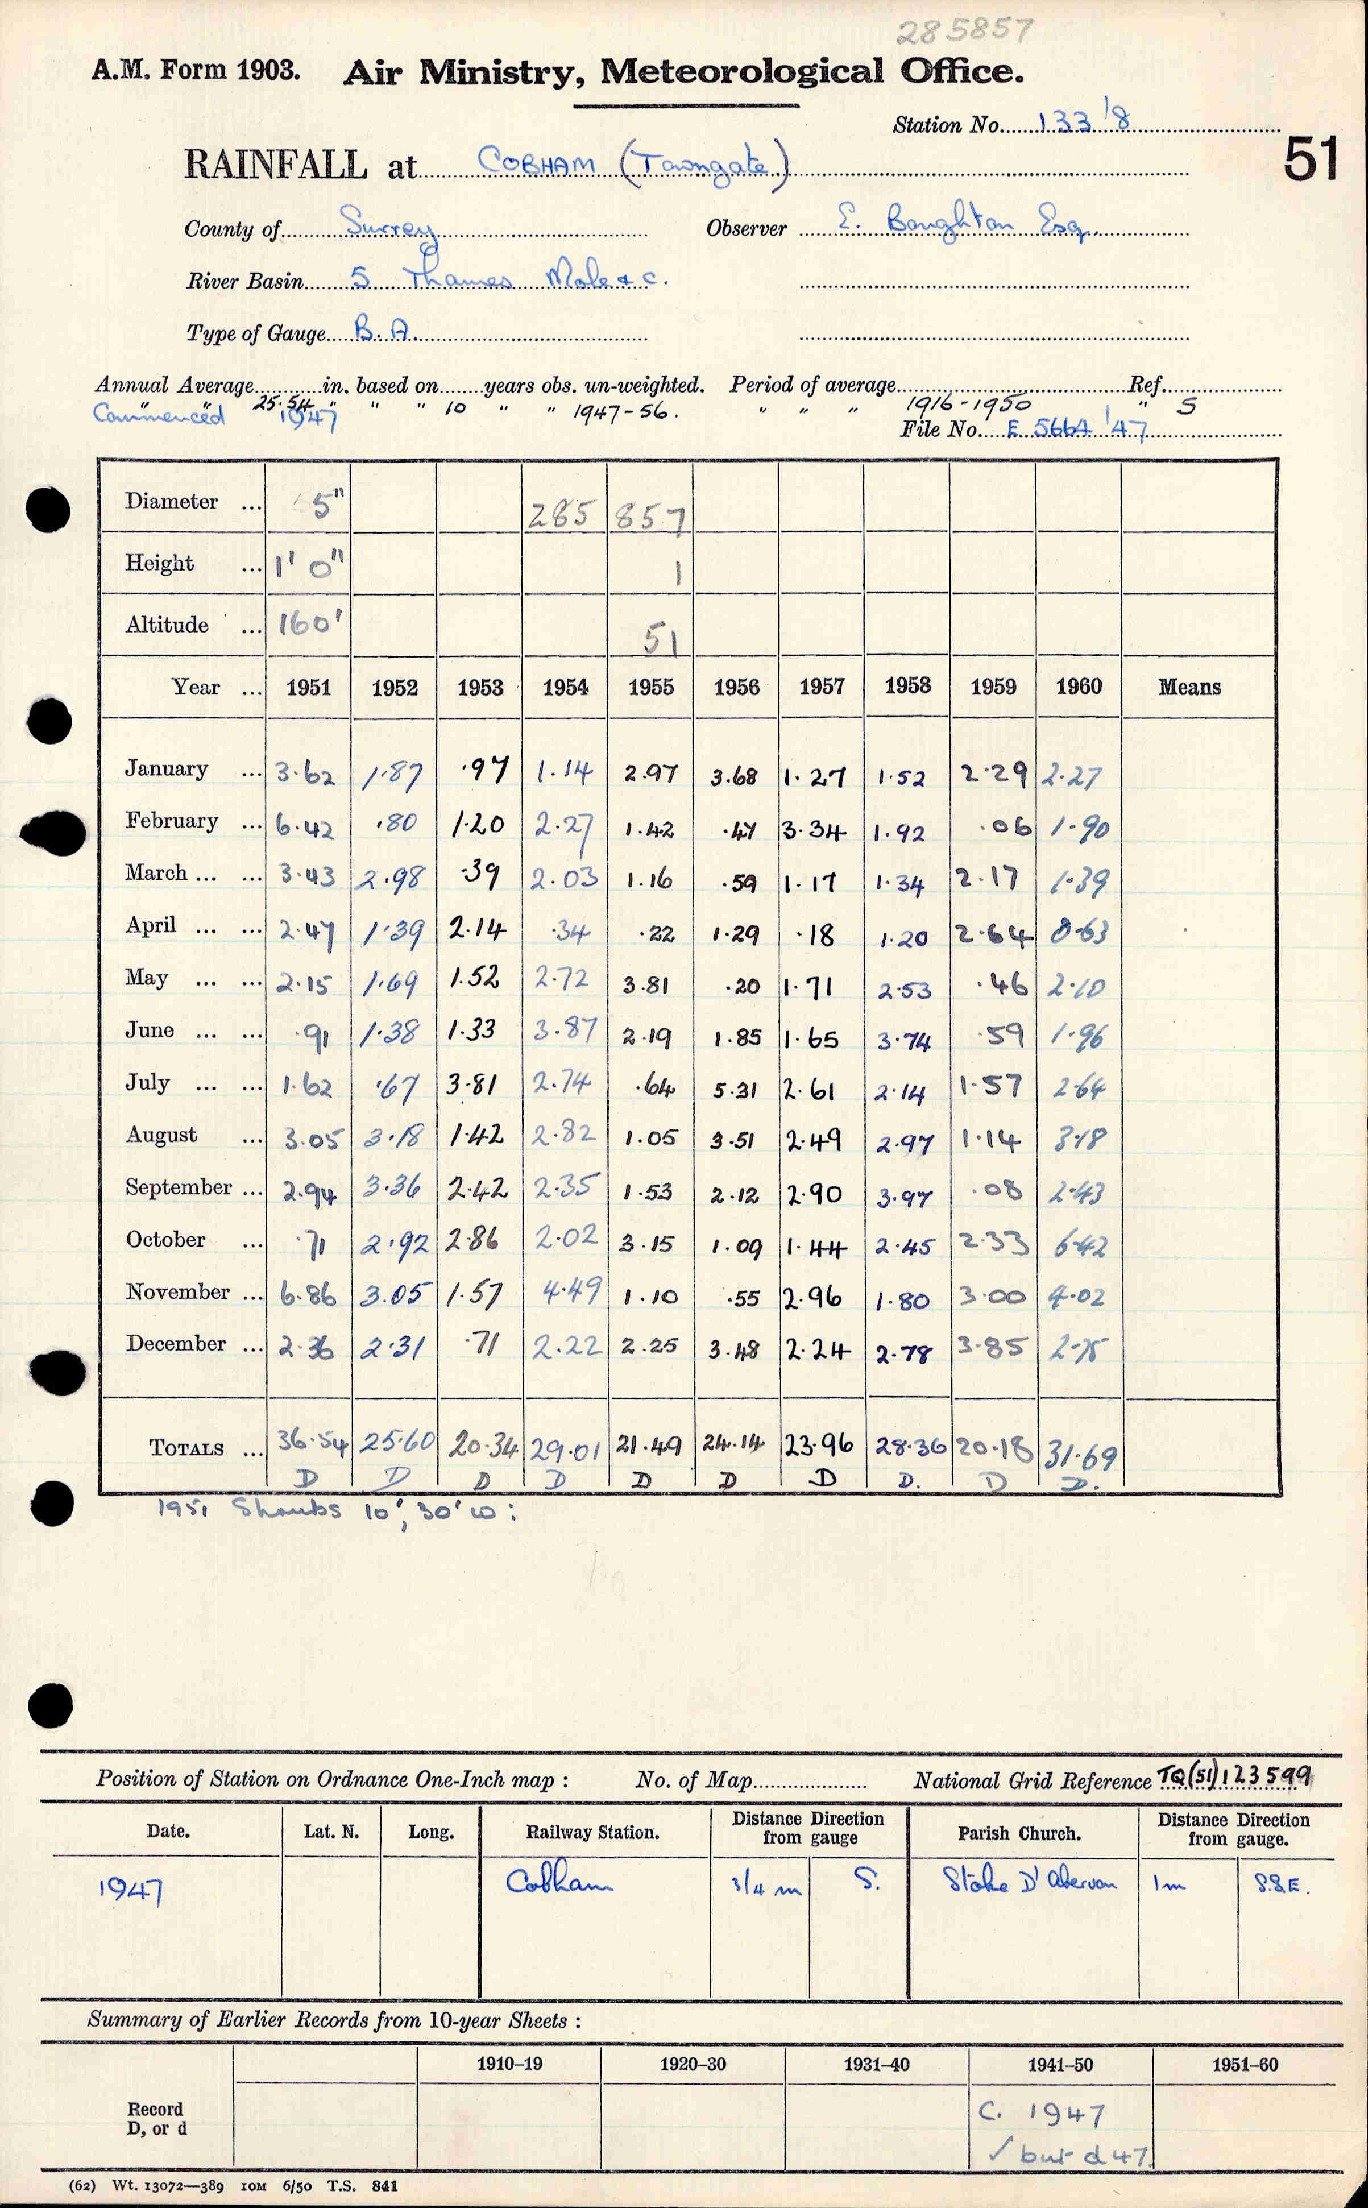 285857
A.M. Form 1903. Air Ministry, Meteorological Office.
Station No. 133/8
51
RAINFALL at COBHAM (Towngate)
County of Surrey Observer E. Boughton Esq.
River Basin 5 Thames Mole & c.
Type of Gauge B. A.
Annual Average in. based on years obs. un-weighted. Period of average Ref.
" " 25.54 " " " 10 " " 1947-56. " " " 1916-1950 " S
Commenced 1947 File No. E 5664/47
Diameter ... 5" 285 857
Height ... 1' 0" 1
Altitude ... 160' 51
Year ... 1951 1952 1953 1954 1955 1956 1957 1958 1959 1960 Means
January ... 3.62 1.87 .97 1.14 2.97 3.68 1.27 1.52 2.29 2.27
February ... 6.42 .80 1.20 2.27 1.42 .47 3.34 1.92 .06 1.90
March ... ... 3.43 2.98 .39 2.03 1.16 .59 1.17 1.34 2.17 1.39
April ... ... 2.47 1.39 2.14 .34 .22 1.29 .18 1.20 2.64 0.63
May ... ... 2.15 1.69 1.52 2.72 3.81 .20 1.71 2.53 .46 2.10
June ... ... .91 1.38 1.33 3.87 2.19 1.85 1.65 3.74 .59 1.96
July ... ... 1.62 .67 3.81 2.74 .64 5.31 2.61 2.14 1.57 2.64
August ... 3.05 3.18 1.42 2.82 1.05 3.51 2.49 2.97 1.14 3.18
September ... 2.94 3.36 2.42 2.35 1.53 2.12 2.90 3.97 .08 2.43
October ... .71 2.92 2.86 2.02 3.15 1.09 1.44 2.45 2.33 6.42
November ... 6.86 3.05 1.57 4.49 1.10 .55 2.96 1.80 3.00 4.02
December ... 2.36 2.31 .71 2.22 2.25 3.48 2.24 2.78 3.85 2.75
TOTALS ... 36.54 25.60 20.34 29.01 21.49 24.14 23.96 28.36 20.18 31.69
D D D D D D D D. D D.
1951 Shrubs 10', 30' W:
Position of Station on Ordnance One-Inch map : No. of Map National Grid Reference TQ(51)123599
Date. Lat. N. Long. Railway Station. Distance Direction from gauge Parish Church. Distance Direction from gauge.
1947 Cobham 3/4 m S. Stoke D'Abernon 1m S.S.E.
Summary of Earlier Records from 10-year Sheets :
1910–19 1920–30 1931–40 1941–50 1951–60
Record C. 1947
D, or d ✓ but d 47
(62) Wt. 13072—389 10M 6/50 T.S. 841